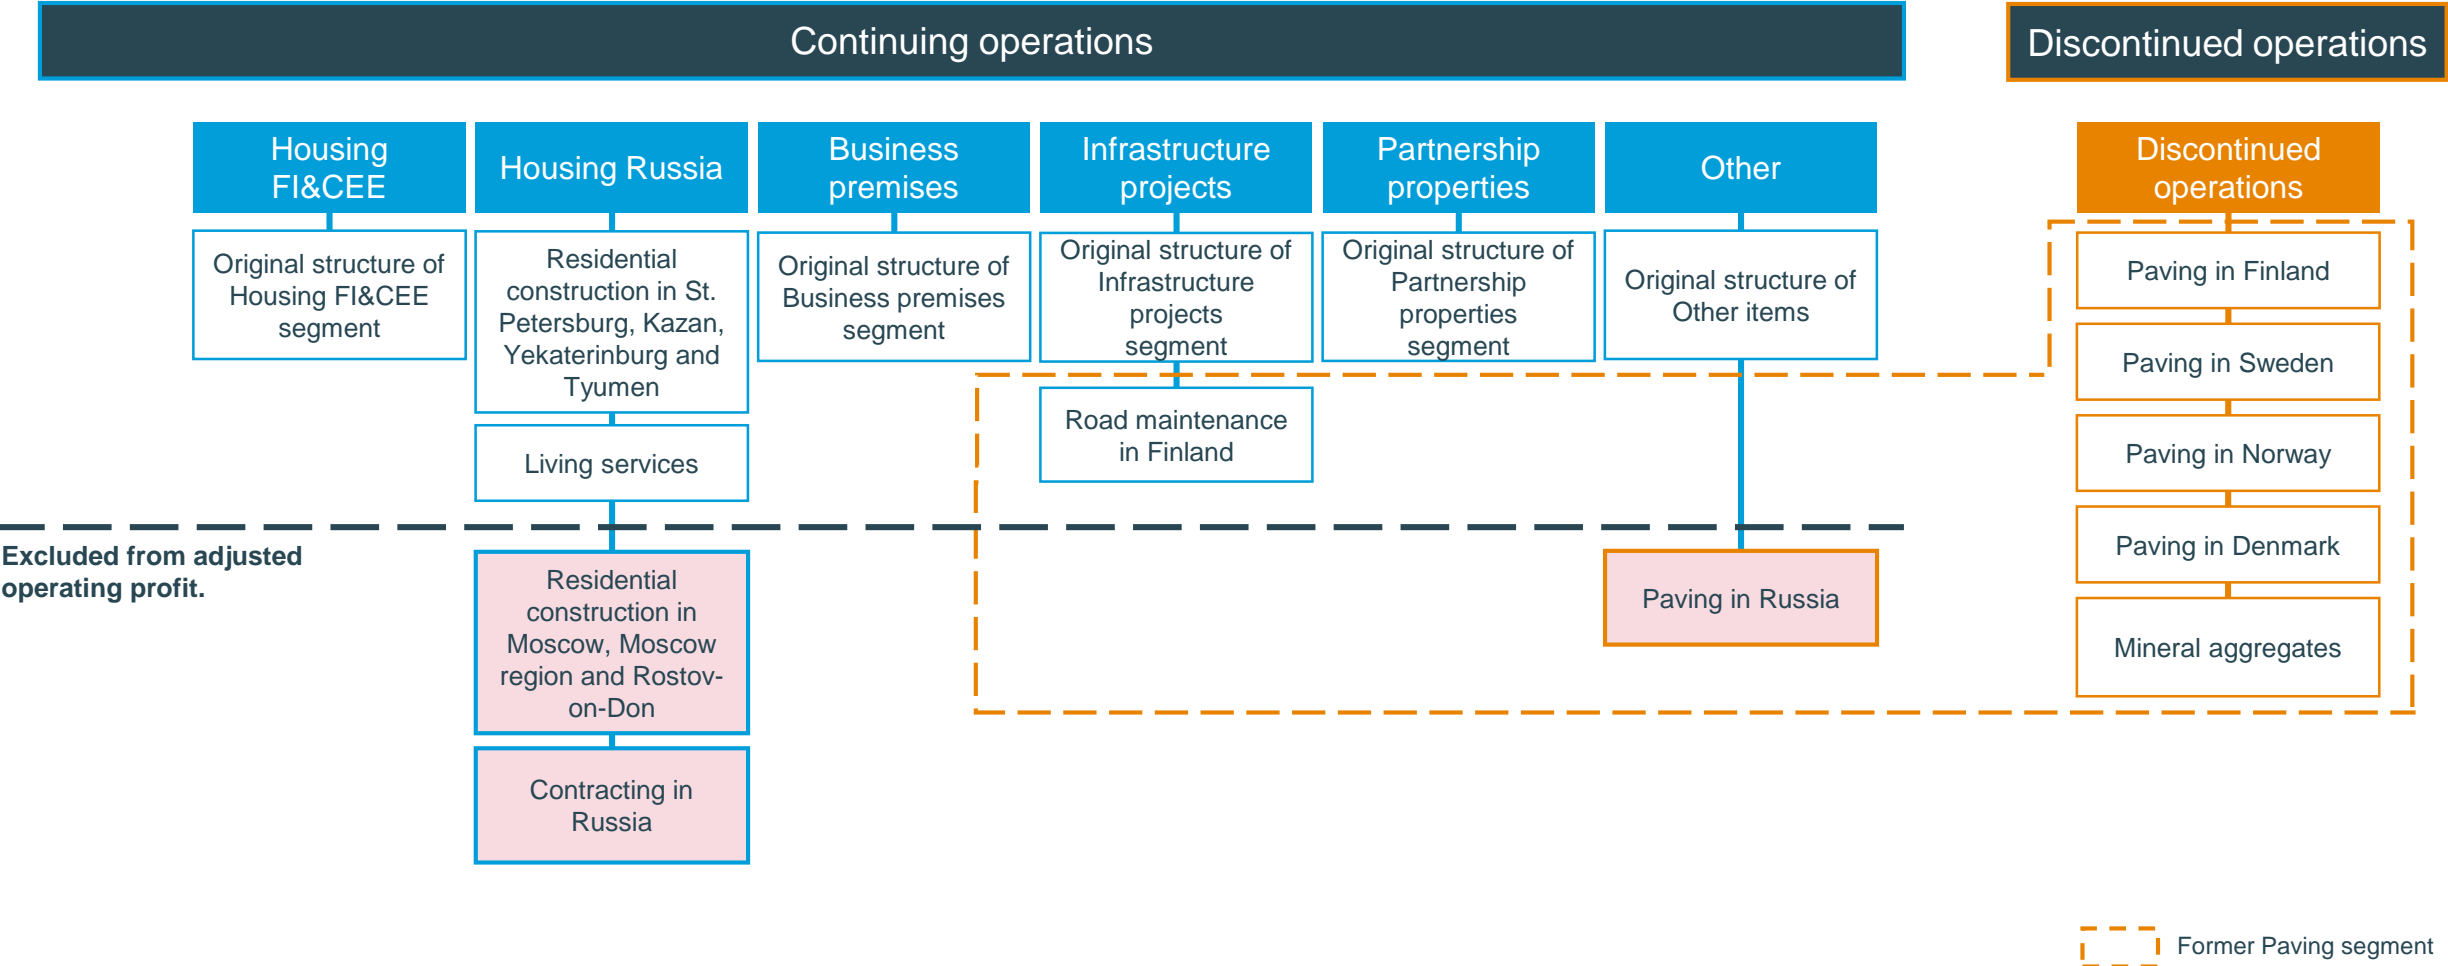 Continuing operations
Discontinued operations
Housing
FI&CEE
Housing Russia
Business
premises
Infrastructure
projects
Partnership
properties
Other
Discontinued
operations
Original structure of
Housing FI&CEE
segment
Residential
construction in St.
Petersburg, Kazan,
Yekaterinburg and
Tyumen
Original structure of
Business premises
segment
Original structure of
Infrastructure
projects
segment
Original structure of
Partnership
properties
segment
Original structure of
Other items
Paving in Finland
Paving in Sweden
Road maintenance
in Finland
Living services
Paving in Norway
Excluded from adjusted
operating profit.
Residential
construction in
Moscow, Moscow
region and Rostov-
on-Don
Paving in Russia
Paving in Denmark
Mineral aggregates
Contracting in
Russia
Former Paving segment